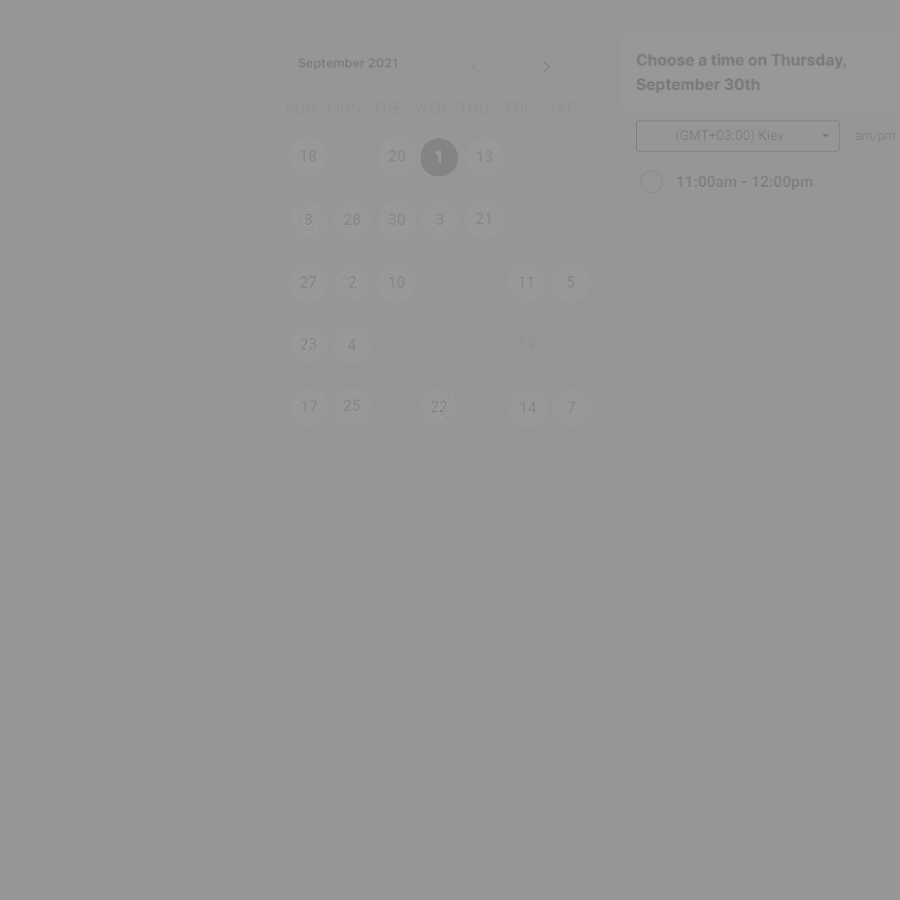 September 2021
SUN MON TUE WED THU FRI SAT
18 20 1 13
8 28 30 3 21
27 2 10 11 5
23 4 19
17 25 22 14 7
Choose a time on Thursday,
September 30th
(GMT+03:00) Kiev am/pm
11:00am - 12:00pm